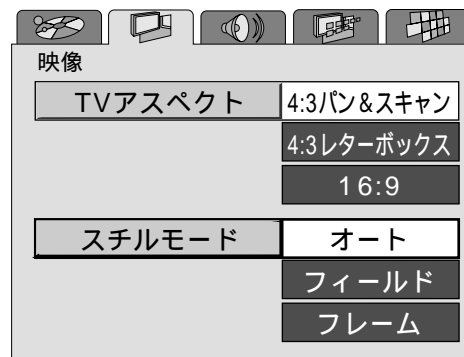 映像
TVアスペクト 4:3パン&スキャン
4:3レターボックス
16:9
スチルモード オート
フィールド
フレーム